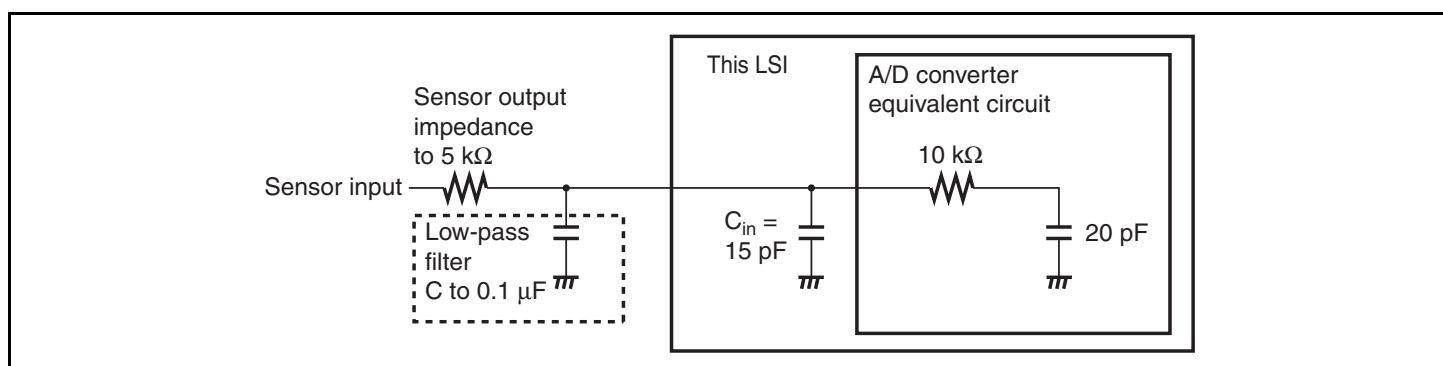 This LSI
A/D converter
equivalent circuit
Sensor output
impedance
to 5 kΩ
10 kΩ
Sensor input
Low-pass
filter
C to 0.1 μF
C_in =
15 pF
20 pF